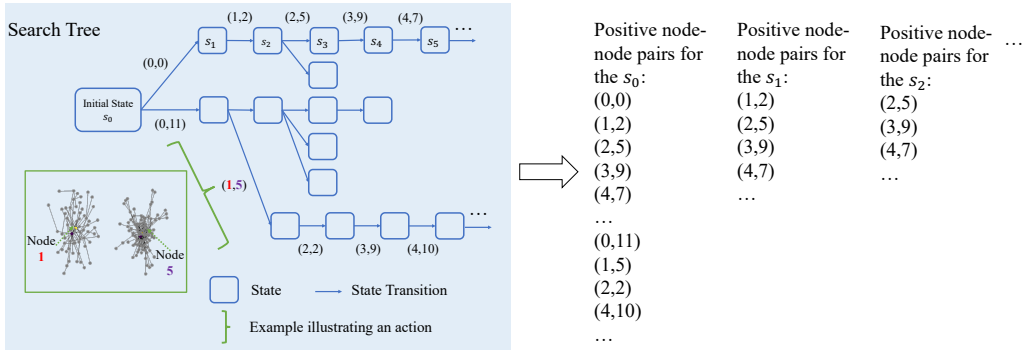 Search Tree
(1,2)
(2,5)
(3,9)
(4,7)
s₁
s₂
s₃
s₄
s₅
…
(0,0)
Initial State
s₀
(0,11)
(1,5)
…
(2,2)
(3,9)
(4,10)
Node
1
Node
5
State
State Transition
Example illustrating an action
Positive node-
node pairs for
the s₀:
(0,0)
(1,2)
(2,5)
(3,9)
(4,7)
…
(0,11)
(1,5)
(2,2)
(4,10)
…
Positive node-
node pairs for
the s₁:
(1,2)
(2,5)
(3,9)
(4,7)
…
Positive node-
node pairs for
the s₂:
(2,5)
(3,9)
(4,7)
…
…